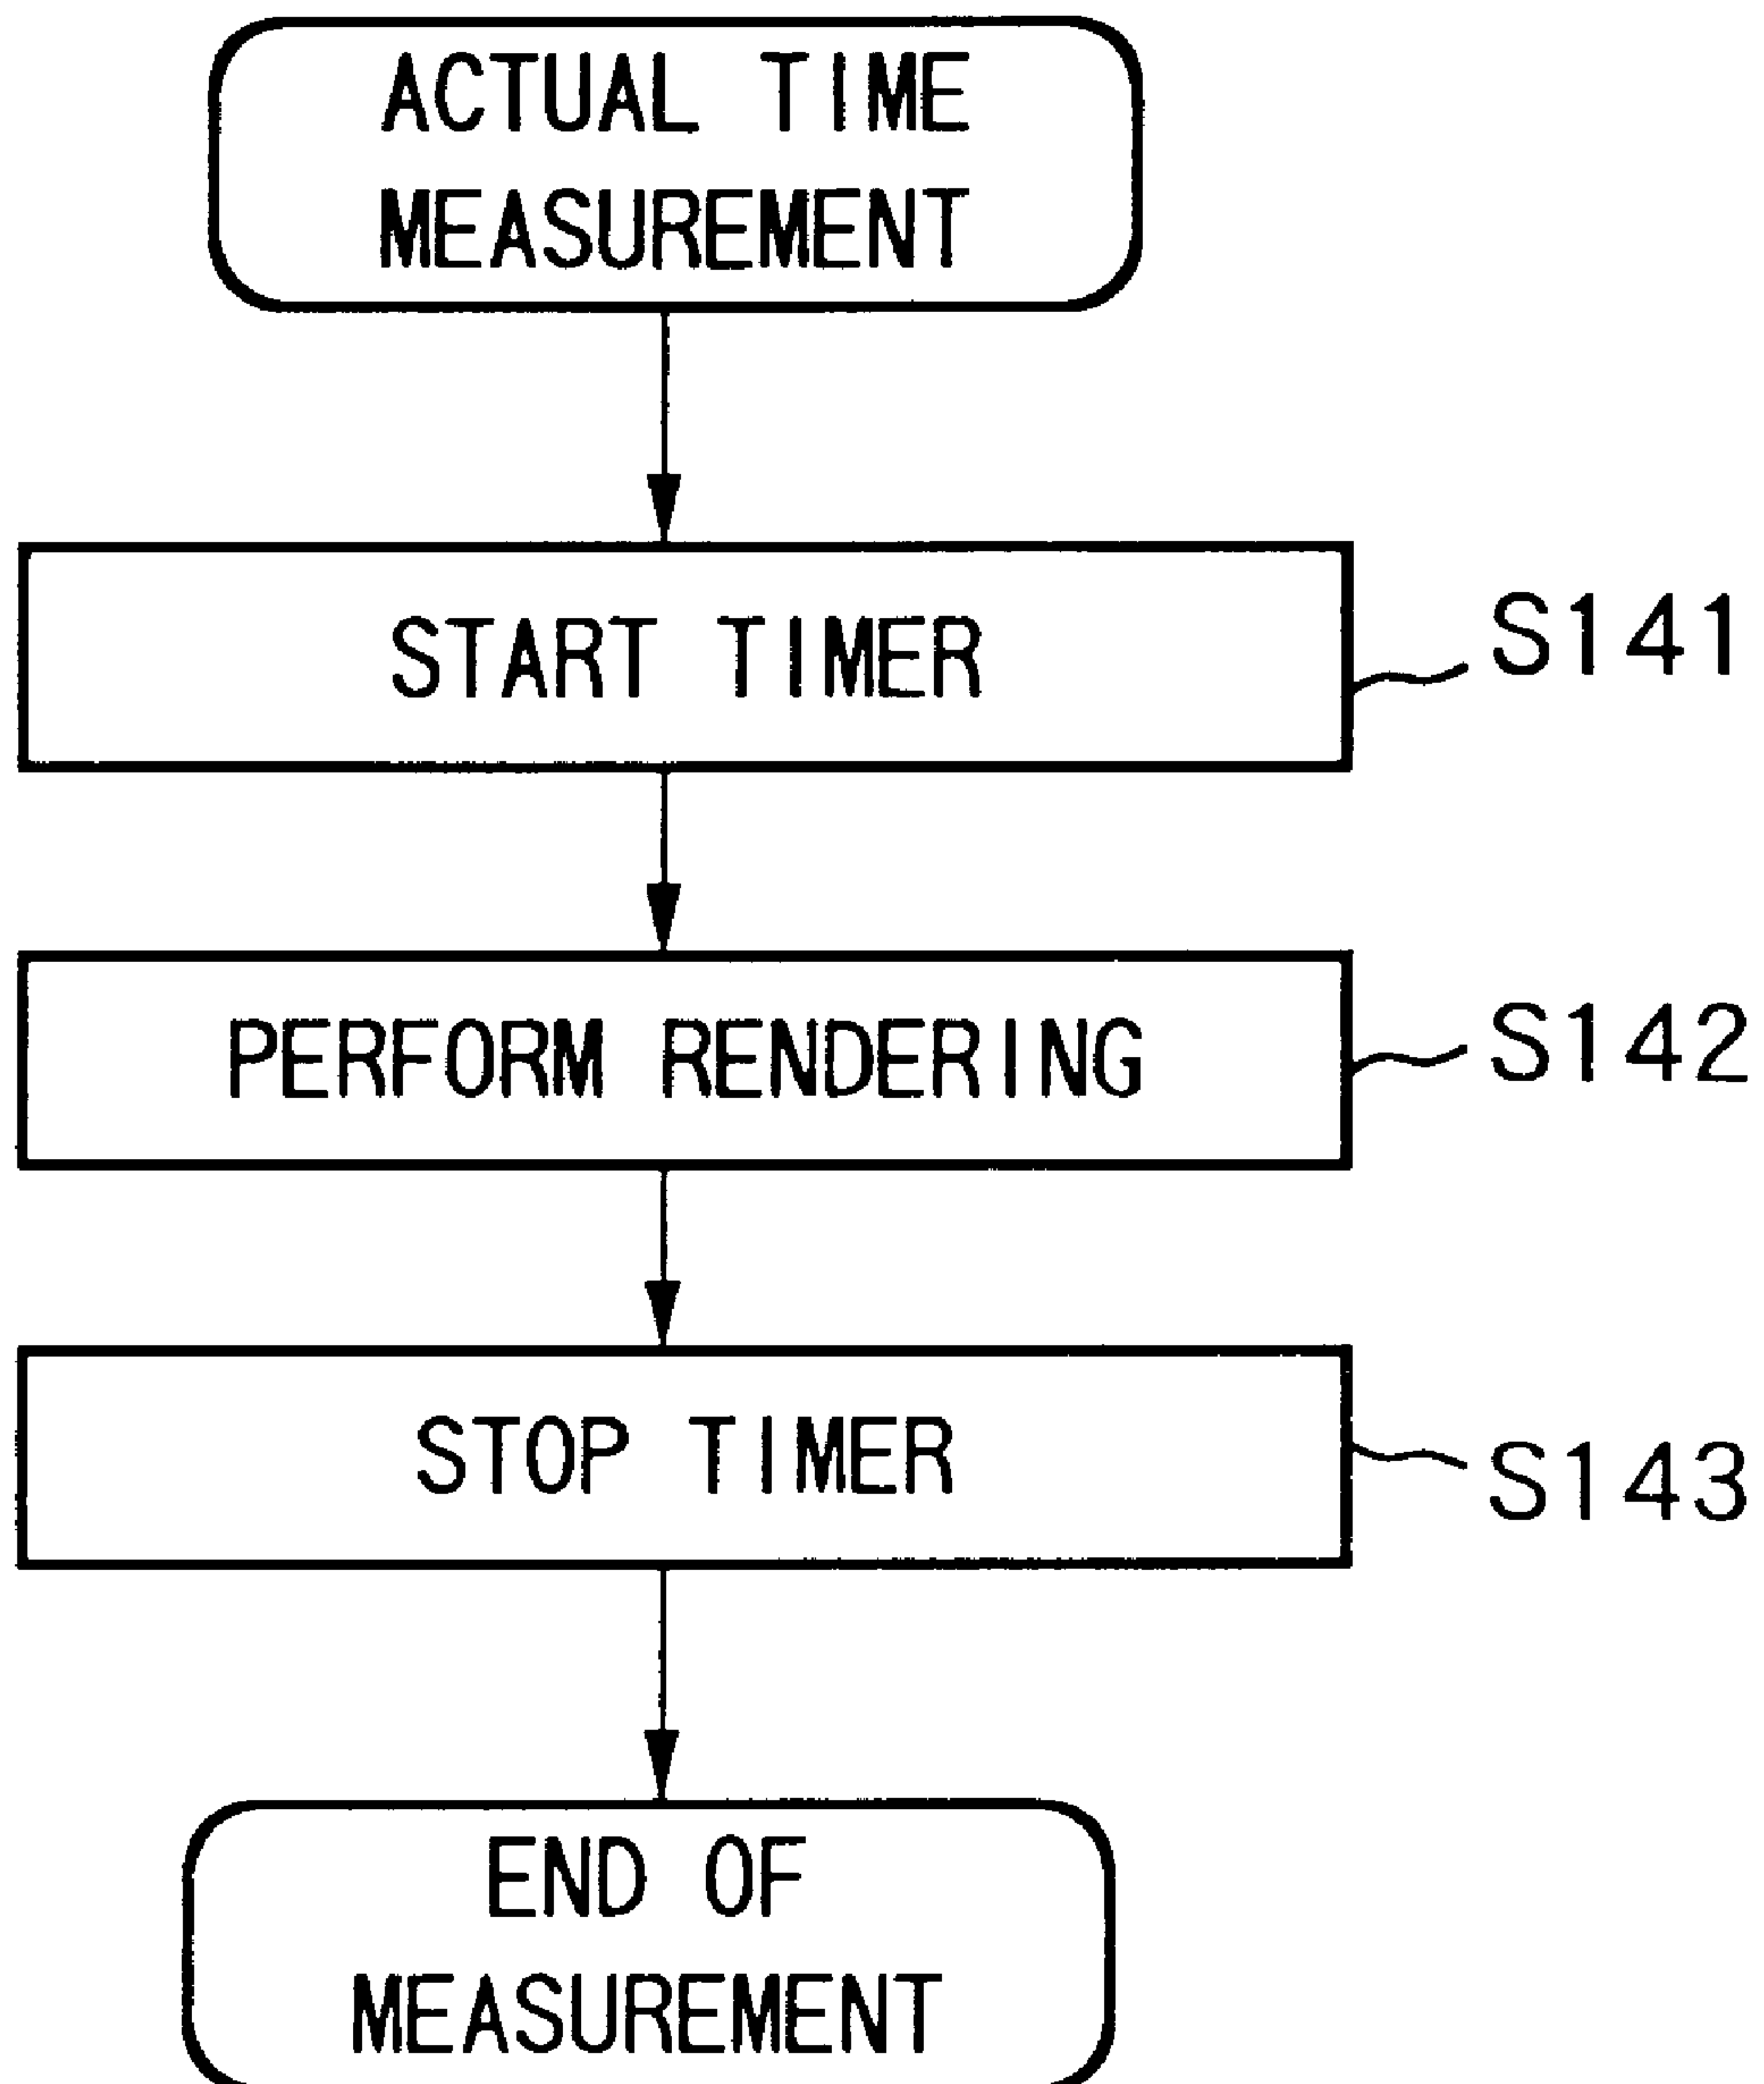 ACTUAL TIME
MEASUREMENT
START TIMER
S141
PERFORM RENDERING
S142
STOP TIMER
S143
END OF
MEASUREMENT